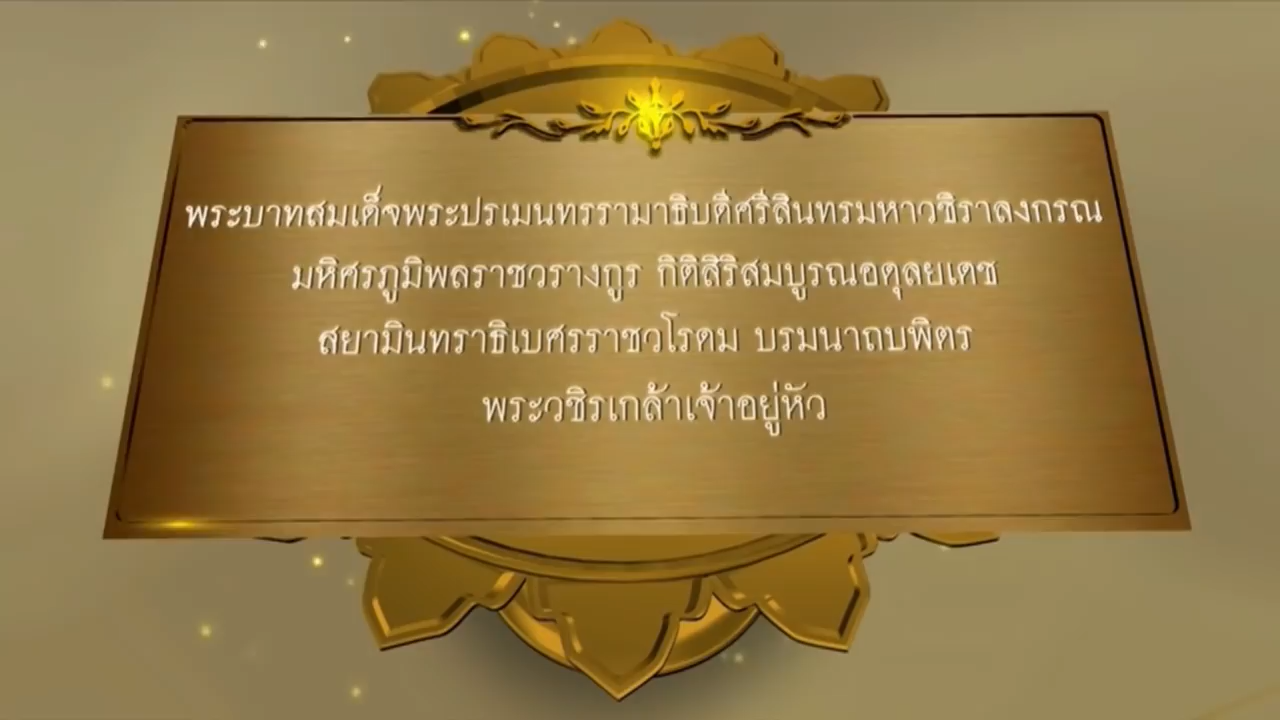 พระบาทสมเด็จพระปรเมนทรรามาธิบดีศรีสินทรมหาวชิราลงกรณ
มหิศรภูมิพลราชวรางกูร กิติสิริสมบูรณอดุลยเดช
สยามินทราธิเบศรราชวโรดม บรมนาถบพิตร
พระวชิรเกล้าเจ้าอยู่หัว